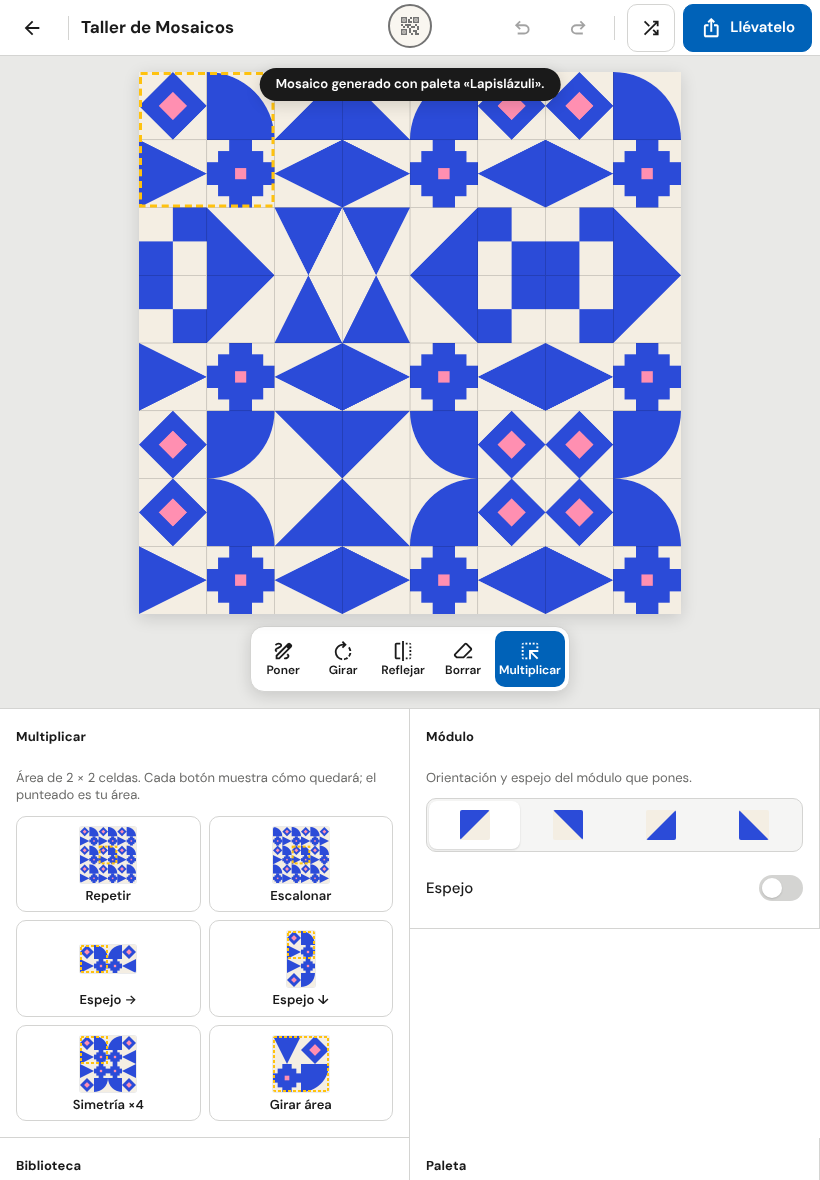 Taller de Mosaicos
Llévatelo
Mosaico generado con paleta «Lapislázuli».
Poner
Girar
Reflejar
Borrar
Multiplicar
Multiplicar
Área de 2 × 2 celdas. Cada botón muestra cómo quedará; el
punteado es tu área.
Repetir
Escalonar
Espejo →
Espejo ↓
Simetría ×4
Girar área
Módulo
Orientación y espejo del módulo que pones.
Espejo
Biblioteca
Paleta